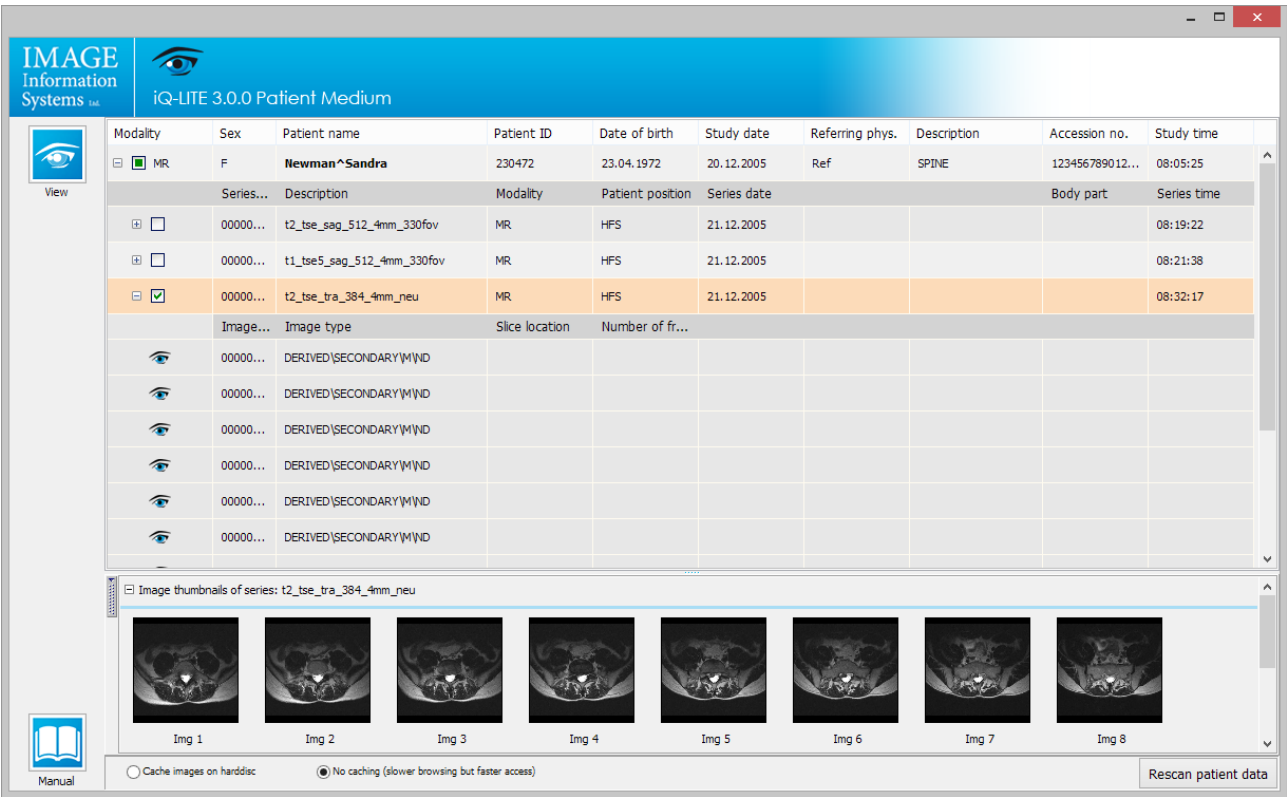 IMAGE
Information
Systems Ltd.
iQ-LITE 3.0.0 Patient Medium
View
Modality Sex Patient name Patient ID Date of birth Study date Referring phys. Description Accession no. Study time
MR F Newman^Sandra 230472 23.04.1972 20.12.2005 Ref SPINE 123456789012... 08:05:25
Series... Description Modality Patient position Series date Body part Series time
00000... t2_tse_sag_512_4mm_330fov MR HFS 21.12.2005 08:19:22
00000... t1_tse5_sag_512_4mm_330fov MR HFS 21.12.2005 08:21:38
00000... t2_tse_tra_384_4mm_neu MR HFS 21.12.2005 08:32:17
Image... Image type Slice location Number of fr...
00000... DERIVED\SECONDARY\M\ND
00000... DERIVED\SECONDARY\M\ND
00000... DERIVED\SECONDARY\M\ND
00000... DERIVED\SECONDARY\M\ND
00000... DERIVED\SECONDARY\M\ND
00000... DERIVED\SECONDARY\M\ND
Image thumbnails of series: t2_tse_tra_384_4mm_neu
Img 1 Img 2 Img 3 Img 4 Img 5 Img 6 Img 7 Img 8
Manual
Cache images on harddisc No caching (slower browsing but faster access) Rescan patient data